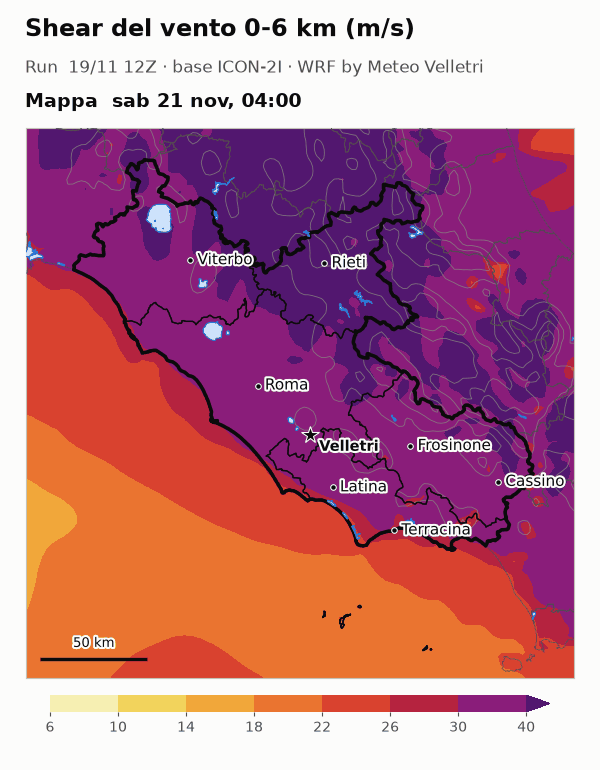 Shear del vento 0-6 km (m/s)
Run  19/11 12Z · base ICON-2I · WRF by Meteo Velletri
Mappa  sab 21 nov, 04:00
Viterbo
Rieti
Roma
Velletri
Frosinone
Cassino
Latina
Terracina
50 km
6 10 14 18 22 26 30 40